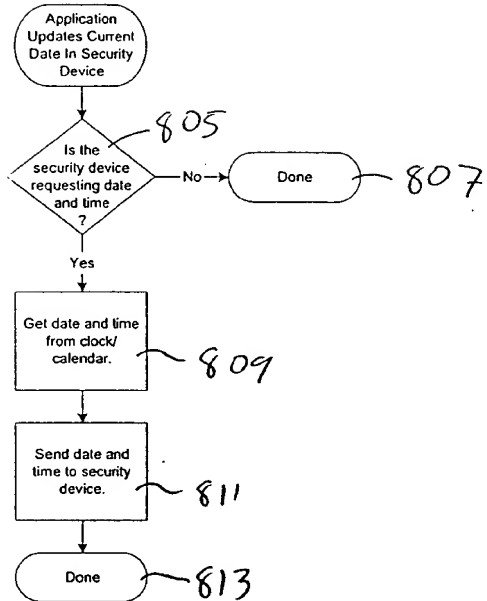 Application
Updates Current
Date In Security
Device
805
Is the
security device
requesting date
and time
?
No
Done
807
Yes
Get date and time
from clock/
calendar.
809
Send date and
time to security
device.
811
Done
813